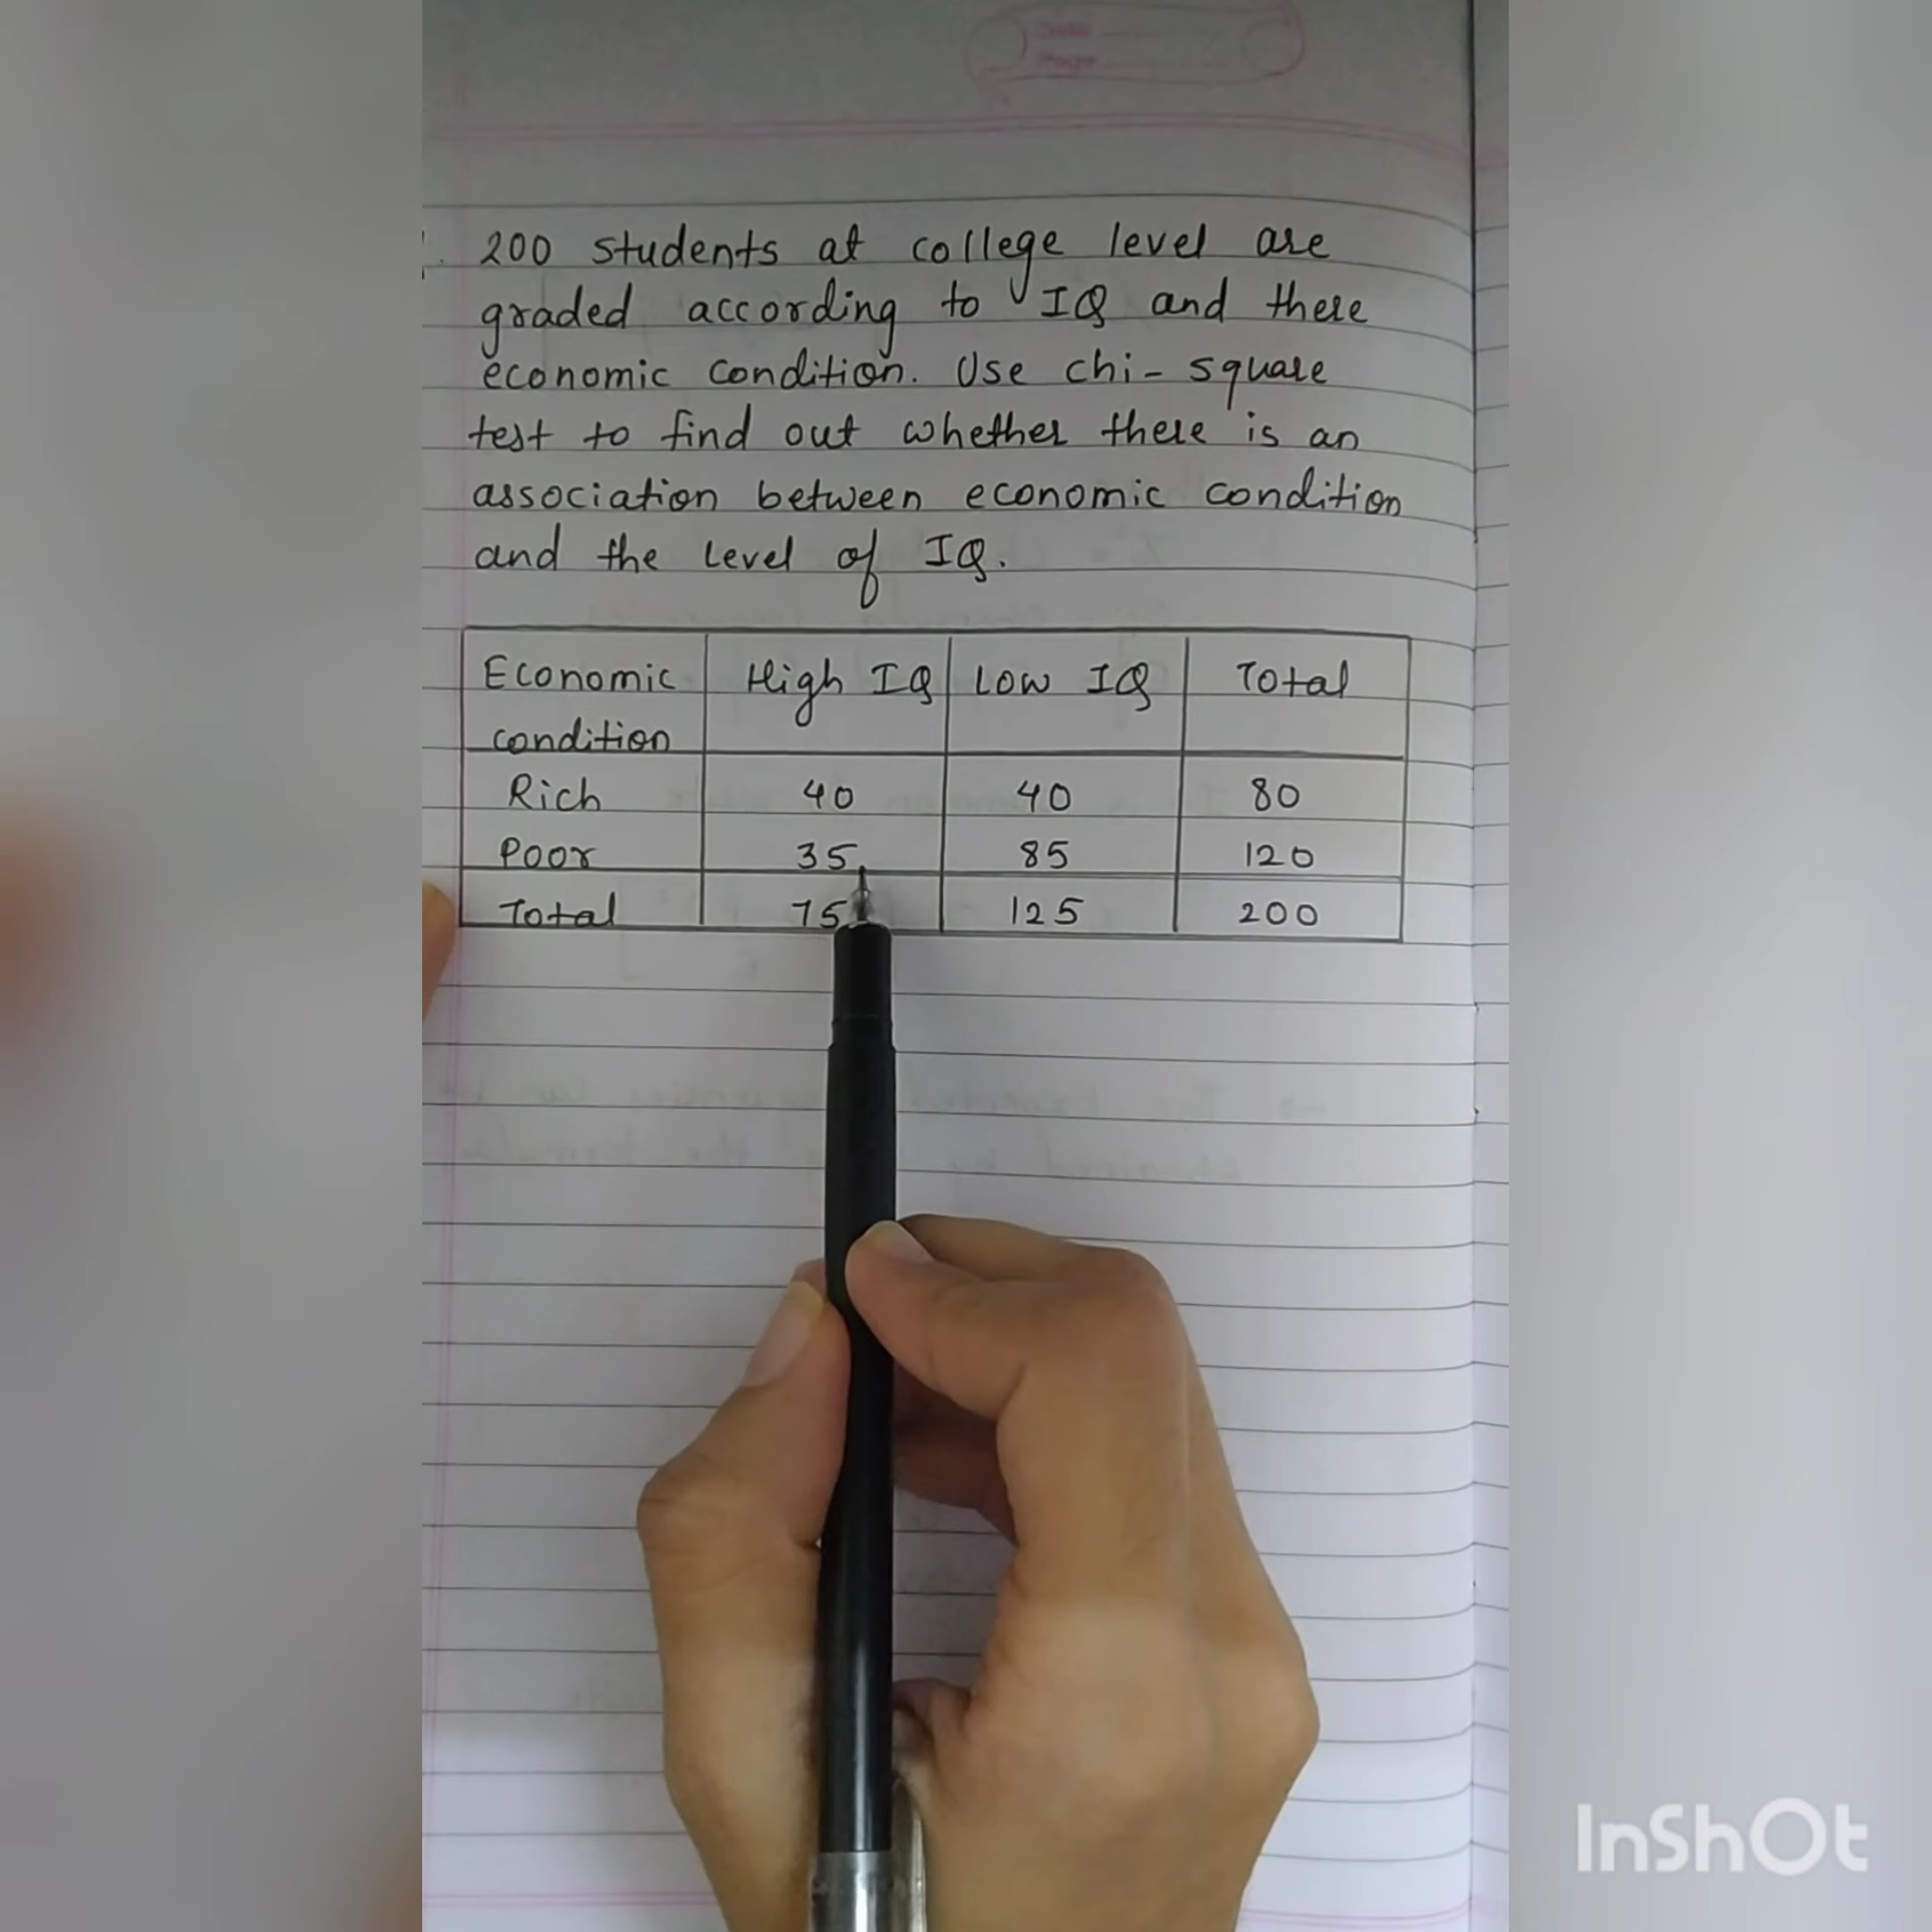 200 students at college level are
graded according to IQ and there
economic condition. Use chi-square
test to find out whether there is an
association between economic condition
and the level of IQ.
Economic condition High IQ Low IQ Total
Rich 40 40 80
Poor 35 85 120
Total 75 125 200
InShOt